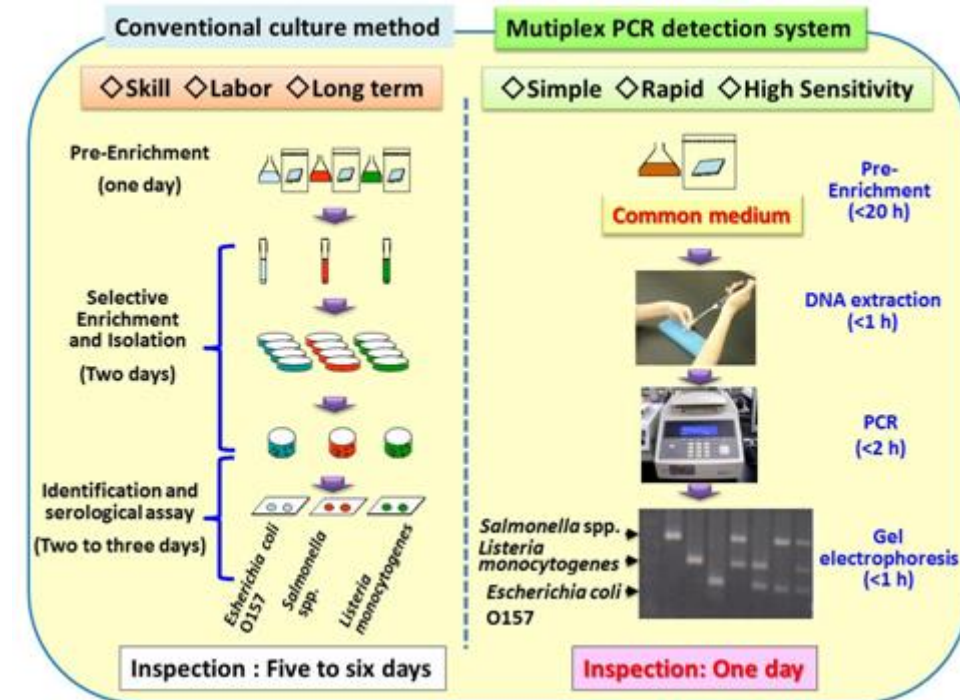 Conventional culture method
◇Skill ◇Labor ◇Long term
Pre-Enrichment
(one day)
Selective
Enrichment
and Isolation
(Two days)
Identification and
serological assay
(Two to three days)
Esherichia coli
O157
Salmonella
spp.
Listeria
monocytogenes
Inspection : Five to six days
Mutiplex PCR detection system
◇Simple ◇Rapid ◇High Sensitivity
Common medium
Pre-
Enrichment
(<20 h)
DNA extraction
(<1 h)
PCR
(<2 h)
Salmonella spp.
Listeria
monocytogenes
Escherichia coli
O157
Gel
electrophoresis
(<1 h)
Inspection: One day